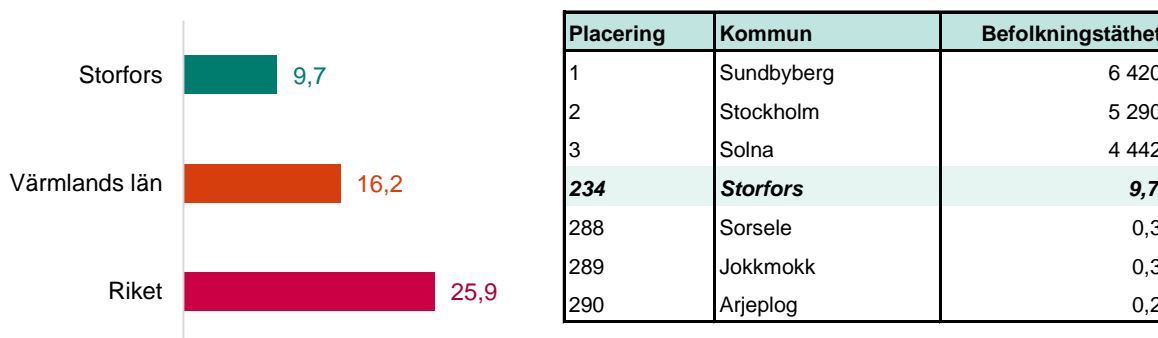 Storfors 9,7
Värmlands län 16,2
Riket 25,9
Placering Kommun Befolkningstäthet
1 Sundbyberg 6 420
2 Stockholm 5 290
3 Solna 4 442
234 Storfors 9,7
288 Sorsele 0,3
289 Jokkmokk 0,3
290 Arjeplog 0,2